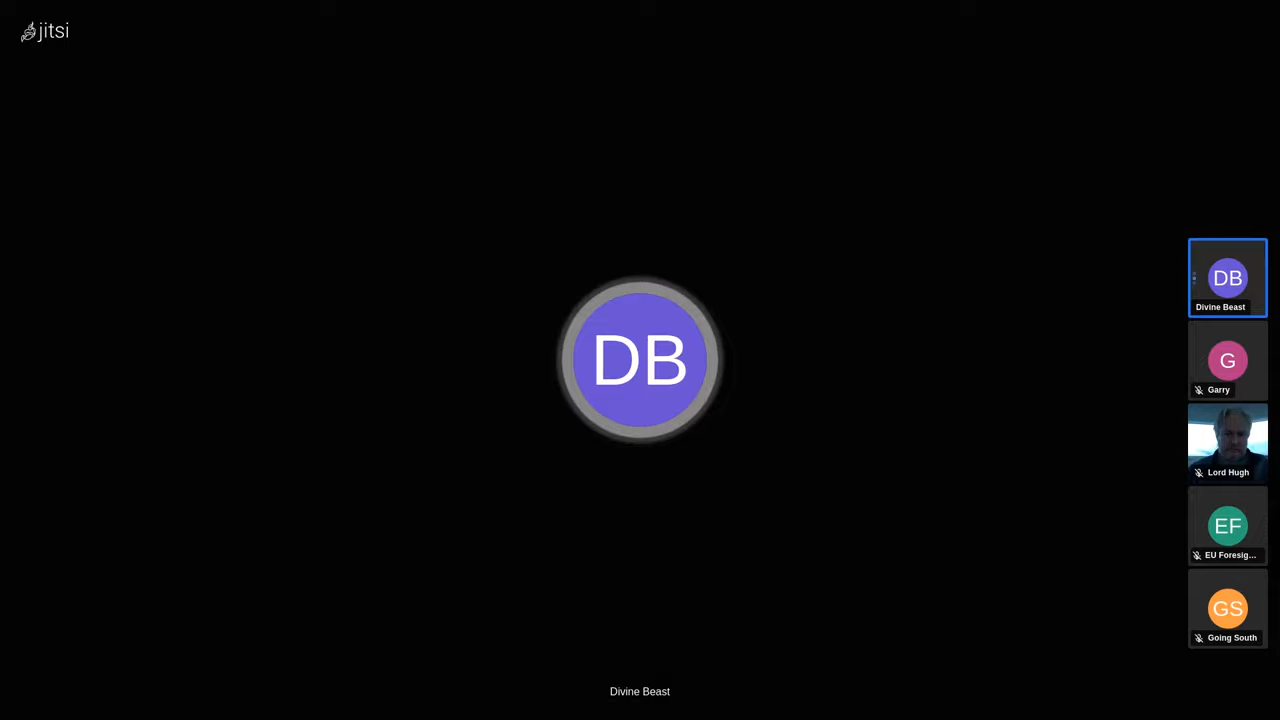 jitsi
DB
DB
Divine Beast
G
Garry
Lord Hugh
EF
EU Foresig...
GS
Going South
Divine Beast